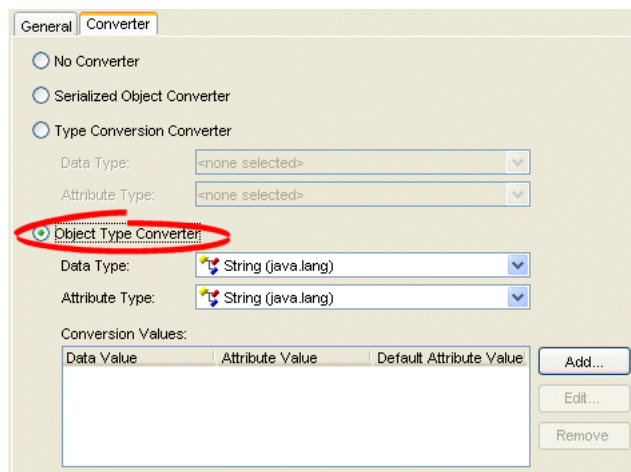 General Converter
No Converter
Serialized Object Converter
Type Conversion Converter
Data Type: <none selected>
Attribute Type: <none selected>
Object Type Converter
Data Type: String (java.lang)
Attribute Type: String (java.lang)
Conversion Values:
Data Value Attribute Value Default Attribute Value
Add...
Edit...
Remove